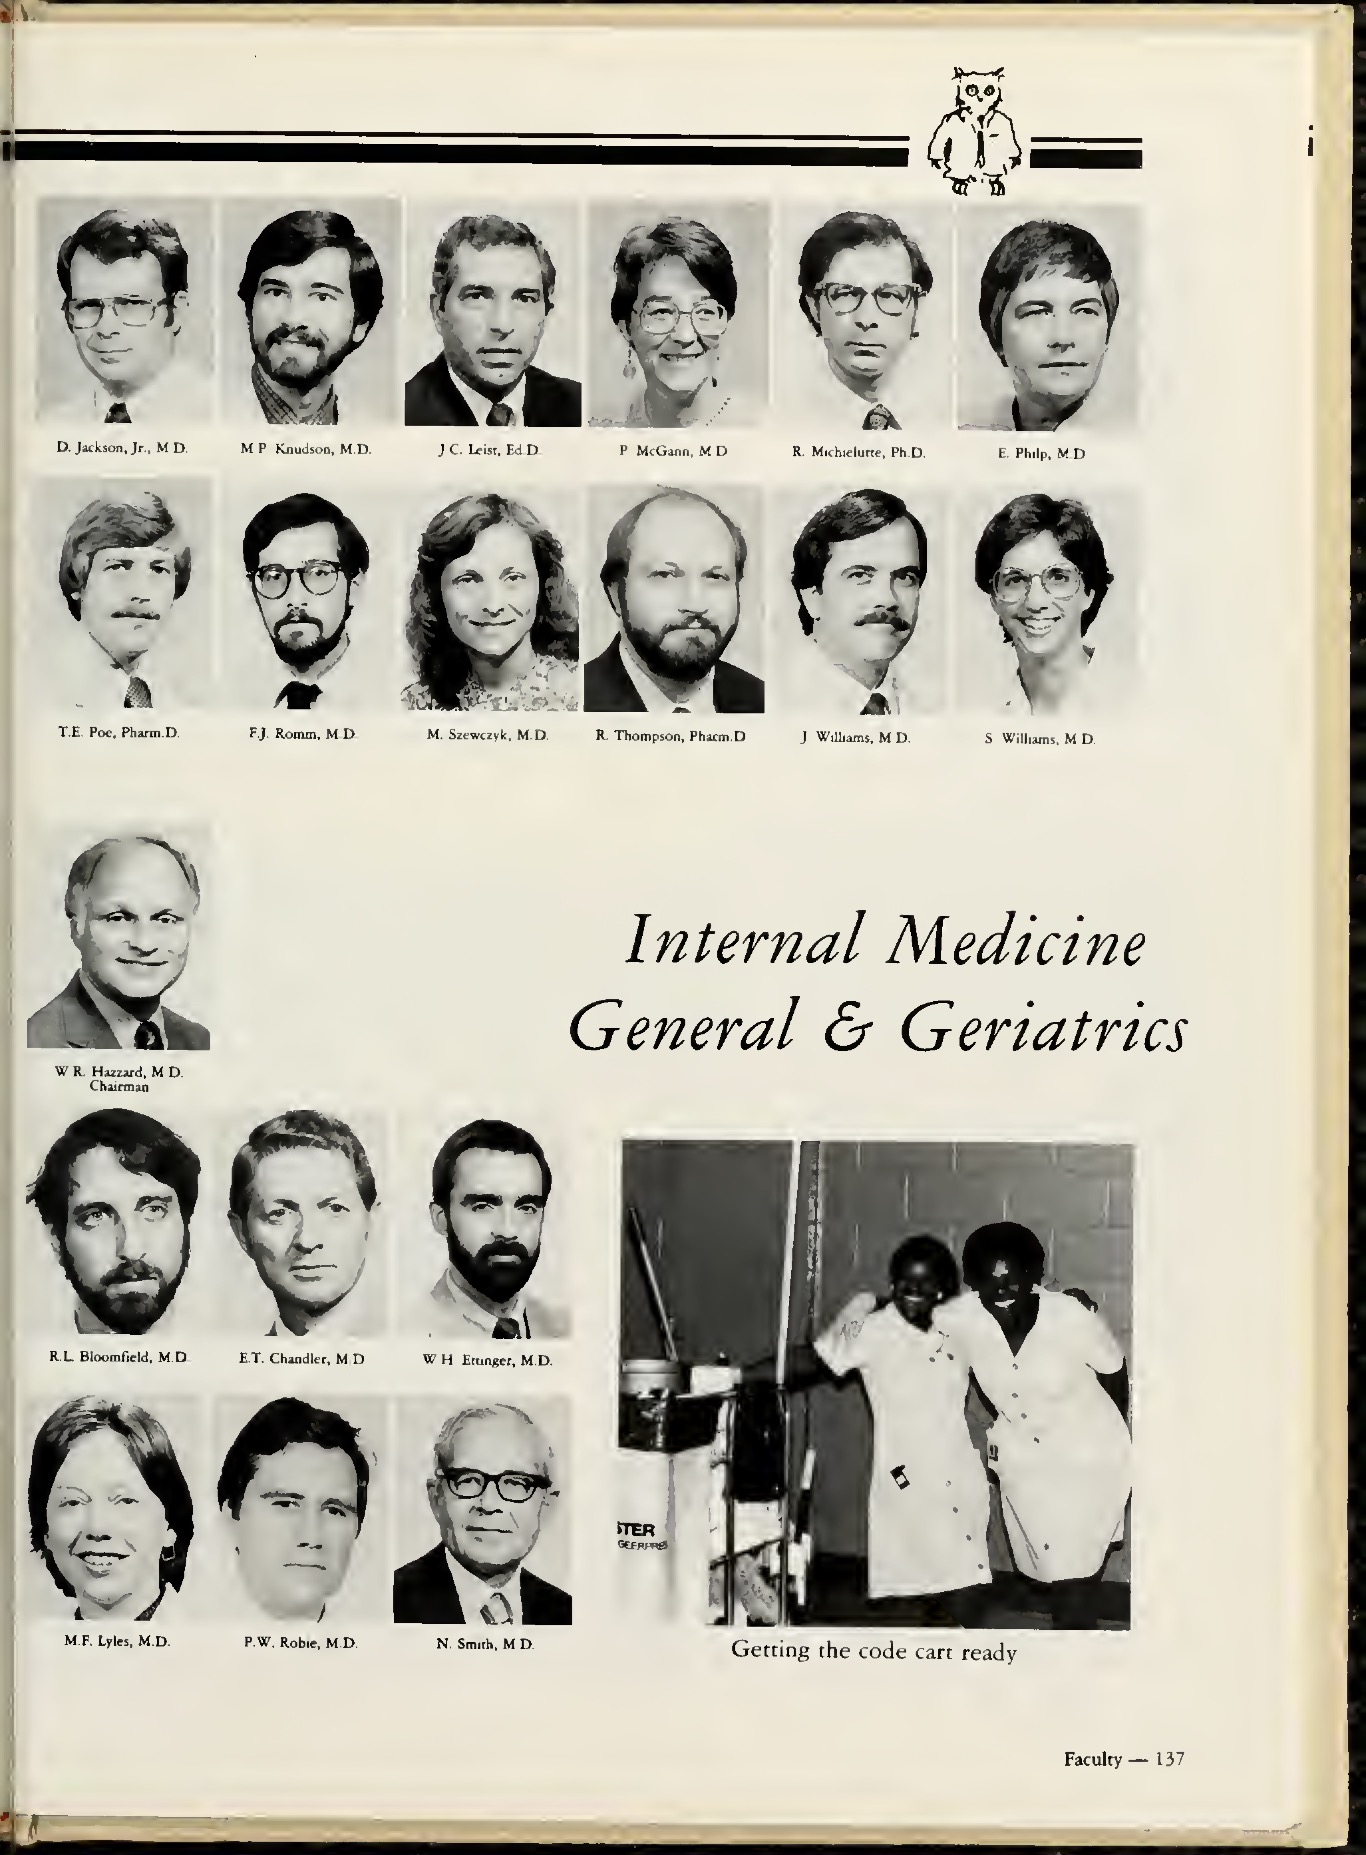 D. Jackson, Jr., M D.
M P Knudson, M.D.
J C. Leist, Ed D.
P McGann, M D
R. Michielutte, Ph.D.
E. Philp, M D
T.E. Poe, Pharm.D.
F.J. Romm, M D.
M. Szewczyk, M.D.
R. Thompson, Pharm.D
J Williams, M D.
S Williams, M D.
W R. Hazzard, M D.
Chairman
Internal Medicine
General & Geriatrics
R.L. Bloomfield, M.D.
E.T. Chandler, M D
W H Ettinger, M.D.
M.F. Lyles, M.D.
P.W. Robie, M D.
N. Smith, M D.
STER
Getting the code cart ready
Faculty — 137